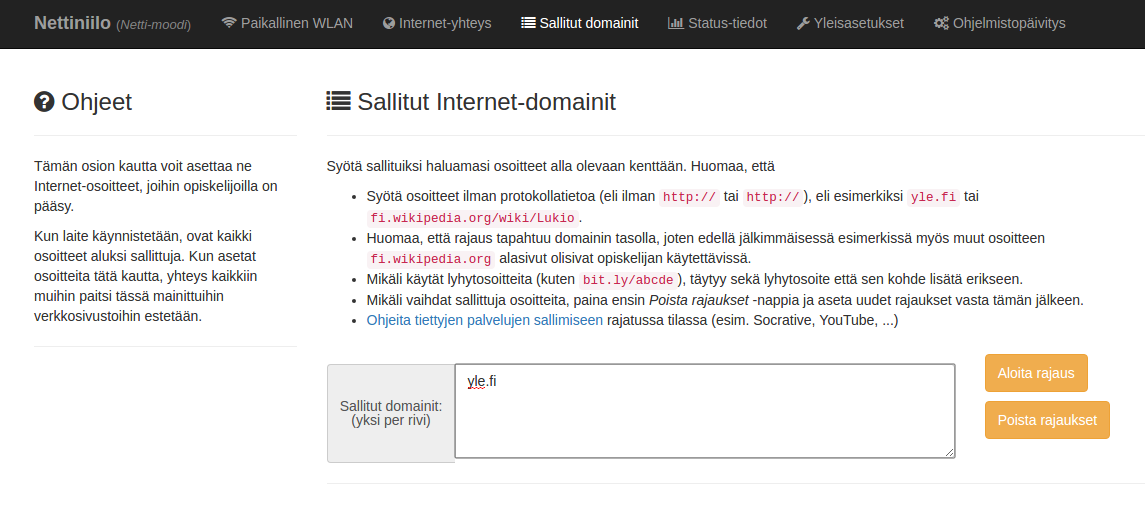 Nettiniilo (Netti-moodi) Paikallinen WLAN Internet-yhteys Sallitut domainit Status-tiedot Yleisasetukset Ohjelmistopäivitys
Ohjeet
Tämän osion kautta voit asettaa ne
Internet-osoitteet, joihin opiskelijoilla on
pääsy.
Kun laite käynnistetään, ovat kaikki
osoitteet aluksi sallittuja. Kun asetat
osoitteita tätä kautta, yhteys kaikkiin
muihin paitsi tässä mainittuihin
verkkosivustoihin estetään.
Sallitut Internet-domainit
Syötä sallituiksi haluamasi osoitteet alla olevaan kenttään. Huomaa, että
• Syötä osoitteet ilman protokollatietoa (eli ilman http:// tai http:// ), eli esimerkiksi yle.fi tai
fi.wikipedia.org/wiki/Lukio.
• Huomaa, että rajaus tapahtuu domainin tasolla, joten edellä jälkimmäisessä esimerkissä myös muut osoitteen
fi.wikipedia.org alasivut olisivat opiskelijan käytettävissä.
• Mikäli käytät lyhytosoitteita (kuten bit.ly/abcde), täytyy sekä lyhytosoite että sen kohde lisätä erikseen.
• Mikäli vaihdat sallittuja osoitteita, paina ensin Poista rajaukset -nappia ja aseta uudet rajaukset vasta tämän jälkeen.
• Ohjeita tiettyjen palvelujen sallimiseen rajatussa tilassa (esim. Socrative, YouTube, ...)
Sallitut domainit:
(yksi per rivi)
yle.fi
Aloita rajaus
Poista rajaukset